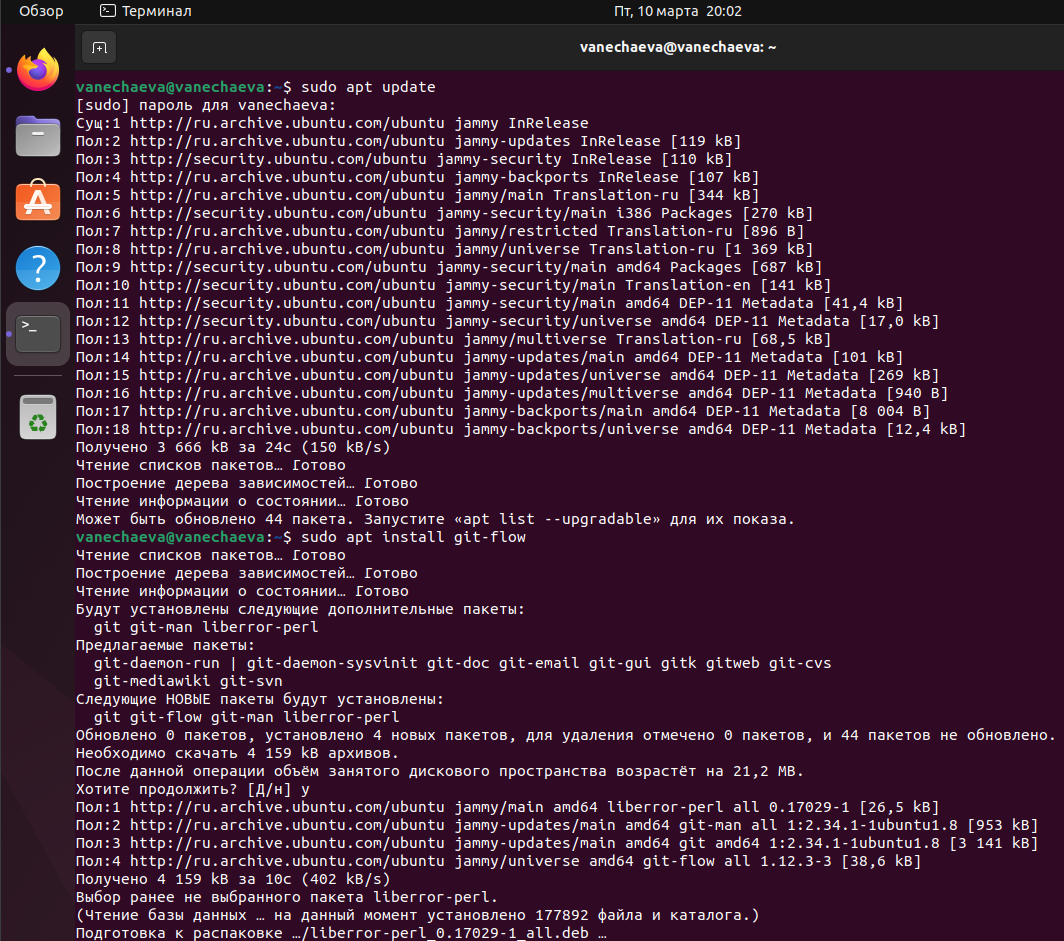 Обзор
Терминал
Пт, 10 марта 20:02
vanechaeva@vanechaeva: ~
vanechaeva@vanechaeva:~$ sudo apt update
[sudo] пароль для vanechaeva:
Сущ:1 http://ru.archive.ubuntu.com/ubuntu jammy InRelease
Пол:2 http://ru.archive.ubuntu.com/ubuntu jammy-updates InRelease [119 kB]
Пол:3 http://security.ubuntu.com/ubuntu jammy-security InRelease [110 kB]
Пол:4 http://ru.archive.ubuntu.com/ubuntu jammy-backports InRelease [107 kB]
Пол:5 http://ru.archive.ubuntu.com/ubuntu jammy/main Translation-ru [344 kB]
Пол:6 http://security.ubuntu.com/ubuntu jammy-security/main i386 Packages [270 kB]
Пол:7 http://ru.archive.ubuntu.com/ubuntu jammy/restricted Translation-ru [896 B]
Пол:8 http://ru.archive.ubuntu.com/ubuntu jammy/universe Translation-ru [1 369 kB]
Пол:9 http://security.ubuntu.com/ubuntu jammy-security/main amd64 Packages [687 kB]
Пол:10 http://security.ubuntu.com/ubuntu jammy-security/main Translation-en [141 kB]
Пол:11 http://security.ubuntu.com/ubuntu jammy-security/main amd64 DEP-11 Metadata [41,4 kB]
Пол:12 http://security.ubuntu.com/ubuntu jammy-security/universe amd64 DEP-11 Metadata [17,0 kB]
Пол:13 http://ru.archive.ubuntu.com/ubuntu jammy/multiverse Translation-ru [68,5 kB]
Пол:14 http://ru.archive.ubuntu.com/ubuntu jammy-updates/main amd64 DEP-11 Metadata [101 kB]
Пол:15 http://ru.archive.ubuntu.com/ubuntu jammy-updates/universe amd64 DEP-11 Metadata [269 kB]
Пол:16 http://ru.archive.ubuntu.com/ubuntu jammy-updates/multiverse amd64 DEP-11 Metadata [940 B]
Пол:17 http://ru.archive.ubuntu.com/ubuntu jammy-backports/main amd64 DEP-11 Metadata [8 004 B]
Пол:18 http://ru.archive.ubuntu.com/ubuntu jammy-backports/universe amd64 DEP-11 Metadata [12,4 kB]
Получено 3 666 kB за 24с (150 kB/s)
Чтение списков пакетов… Готово
Построение дерева зависимостей… Готово
Чтение информации о состоянии… Готово
Может быть обновлено 44 пакета. Запустите «apt list --upgradable» для их показа.
vanechaeva@vanechaeva:~$ sudo apt install git-flow
Чтение списков пакетов… Готово
Построение дерева зависимостей… Готово
Чтение информации о состоянии… Готово
Будут установлены следующие дополнительные пакеты:
git git-man liberror-perl
Предлагаемые пакеты:
git-daemon-run | git-daemon-sysvinit git-doc git-email git-gui gitk gitweb git-cvs
git-mediawiki git-svn
Следующие НОВЫЕ пакеты будут установлены:
git git-flow git-man liberror-perl
Обновлено 0 пакетов, установлено 4 новых пакетов, для удаления отмечено 0 пакетов, и 44 пакетов не обновлено.
Необходимо скачать 4 159 kB архивов.
После данной операции объём занятого дискового пространства возрастёт на 21,2 MB.
Хотите продолжить? [Д/н] y
Пол:1 http://ru.archive.ubuntu.com/ubuntu jammy/main amd64 liberror-perl all 0.17029-1 [26,5 kB]
Пол:2 http://ru.archive.ubuntu.com/ubuntu jammy-updates/main amd64 git-man all 1:2.34.1-1ubuntu1.8 [953 kB]
Пол:3 http://ru.archive.ubuntu.com/ubuntu jammy-updates/main amd64 git amd64 1:2.34.1-1ubuntu1.8 [3 141 kB]
Пол:4 http://ru.archive.ubuntu.com/ubuntu jammy/universe amd64 git-flow all 1.12.3-3 [38,6 kB]
Получено 4 159 kB за 10с (402 kB/s)
Выбор ранее не выбранного пакета liberror-perl.
(Чтение базы данных … на данный момент установлено 177892 файла и каталога.)
Подготовка к распаковке …/liberror-perl_0.17029-1_all.deb …